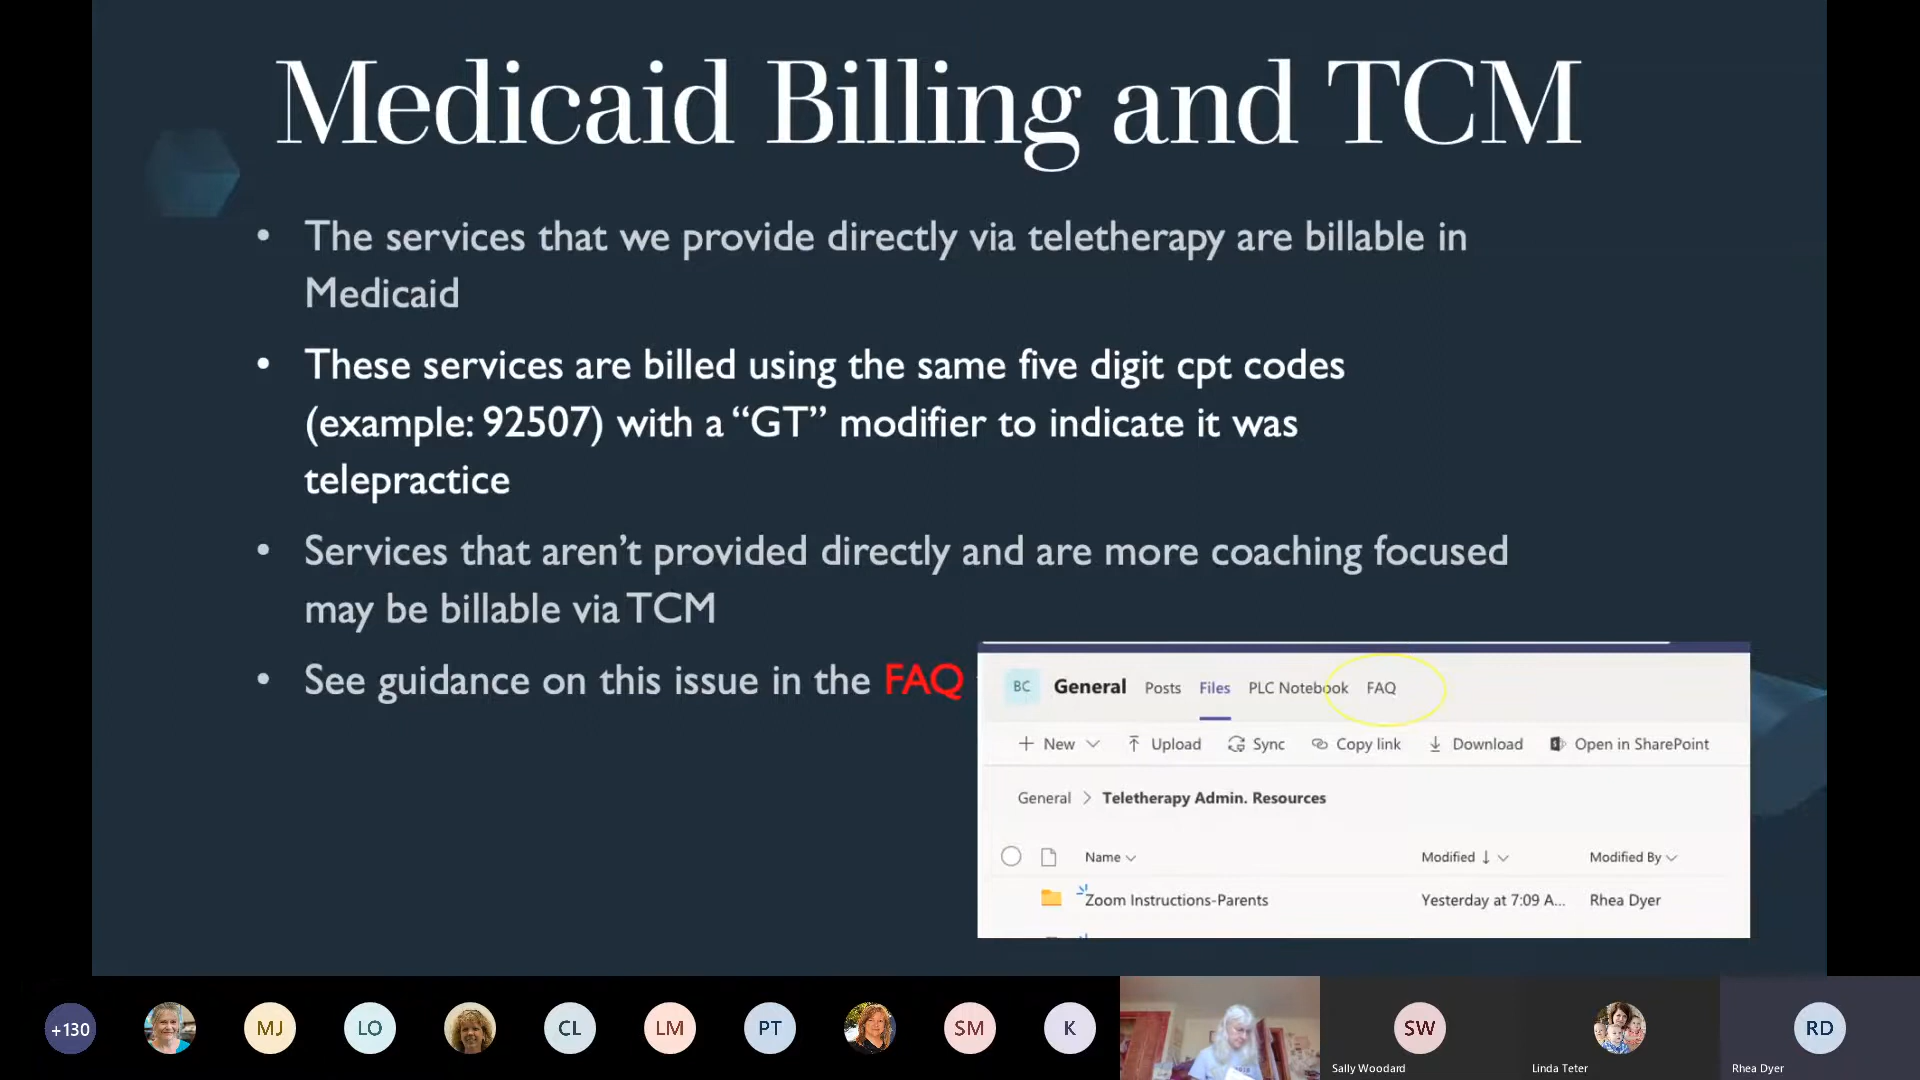 Medicaid Billing and TCM
• The services that we provide directly via teletherapy are billable in
Medicaid
• These services are billed using the same five digit cpt codes
(example: 92507) with a “GT” modifier to indicate it was
telepractice
• Services that aren’t provided directly and are more coaching focused
may be billable via TCM
• See guidance on this issue in the FAQ
BC General Posts Files PLC Notebook FAQ
New Upload Sync Copy link Download Open in SharePoint
General > Teletherapy Admin. Resources
Name Modified Modified By
Zoom Instructions-Parents Yesterday at 7:09 A... Rhea Dyer
+130 MJ LO CL LM PT SM K SW RD
Sally Woodard Linda Teter Rhea Dyer